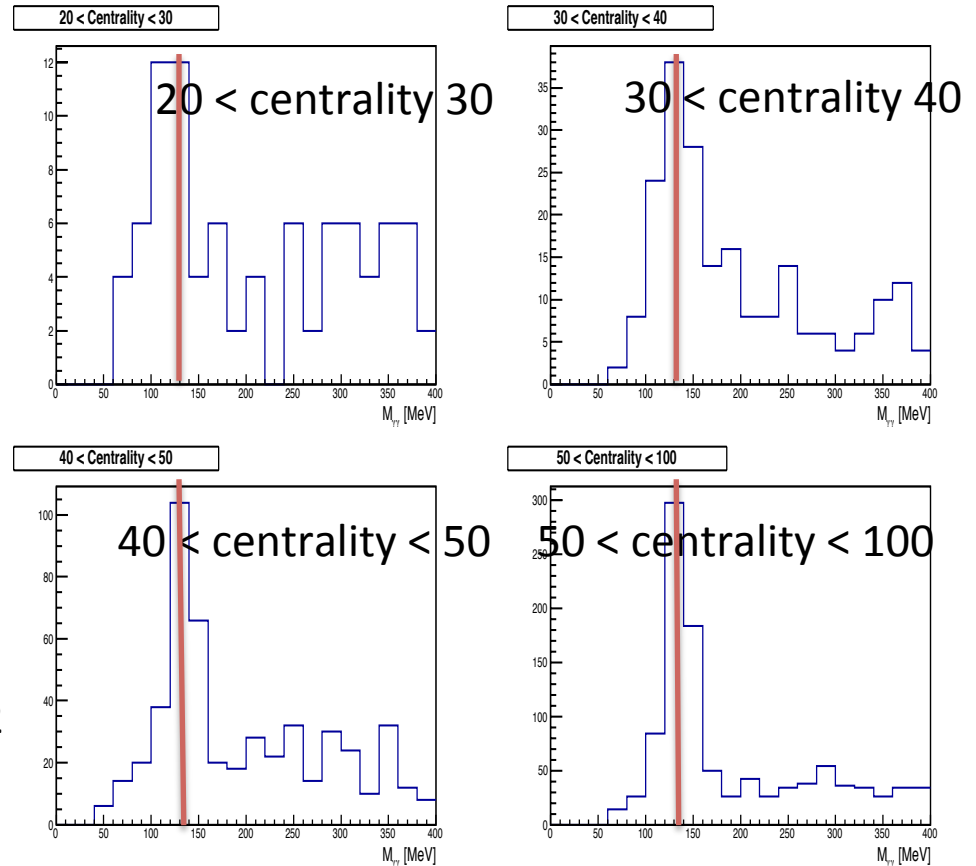 20 < Centrality < 30
20 < centrality 30
12
10
8
6
4
2
0
0 50 100 150 200 250 300 350 400
Mγγ [MeV]
30 < Centrality < 40
30 < centrality 40
35
30
25
20
15
10
5
0
0 50 100 150 200 250 300 350 400
Mγγ [MeV]
40 < Centrality < 50
40 < centrality < 50
100
80
60
40
20
0
0 50 100 150 200 250 300 350 400
Mγγ [MeV]
50 < Centrality < 100
50 < centrality < 100
300
250
200
150
100
50
0
0 50 100 150 200 250 300 350 400
Mγγ [MeV]